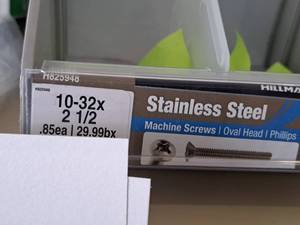 H825948
HILLMA
10-32x
2 1/2
.85ea | 29.99bx
Stainless Steel
Machine Screws | Oval Head | Phillips